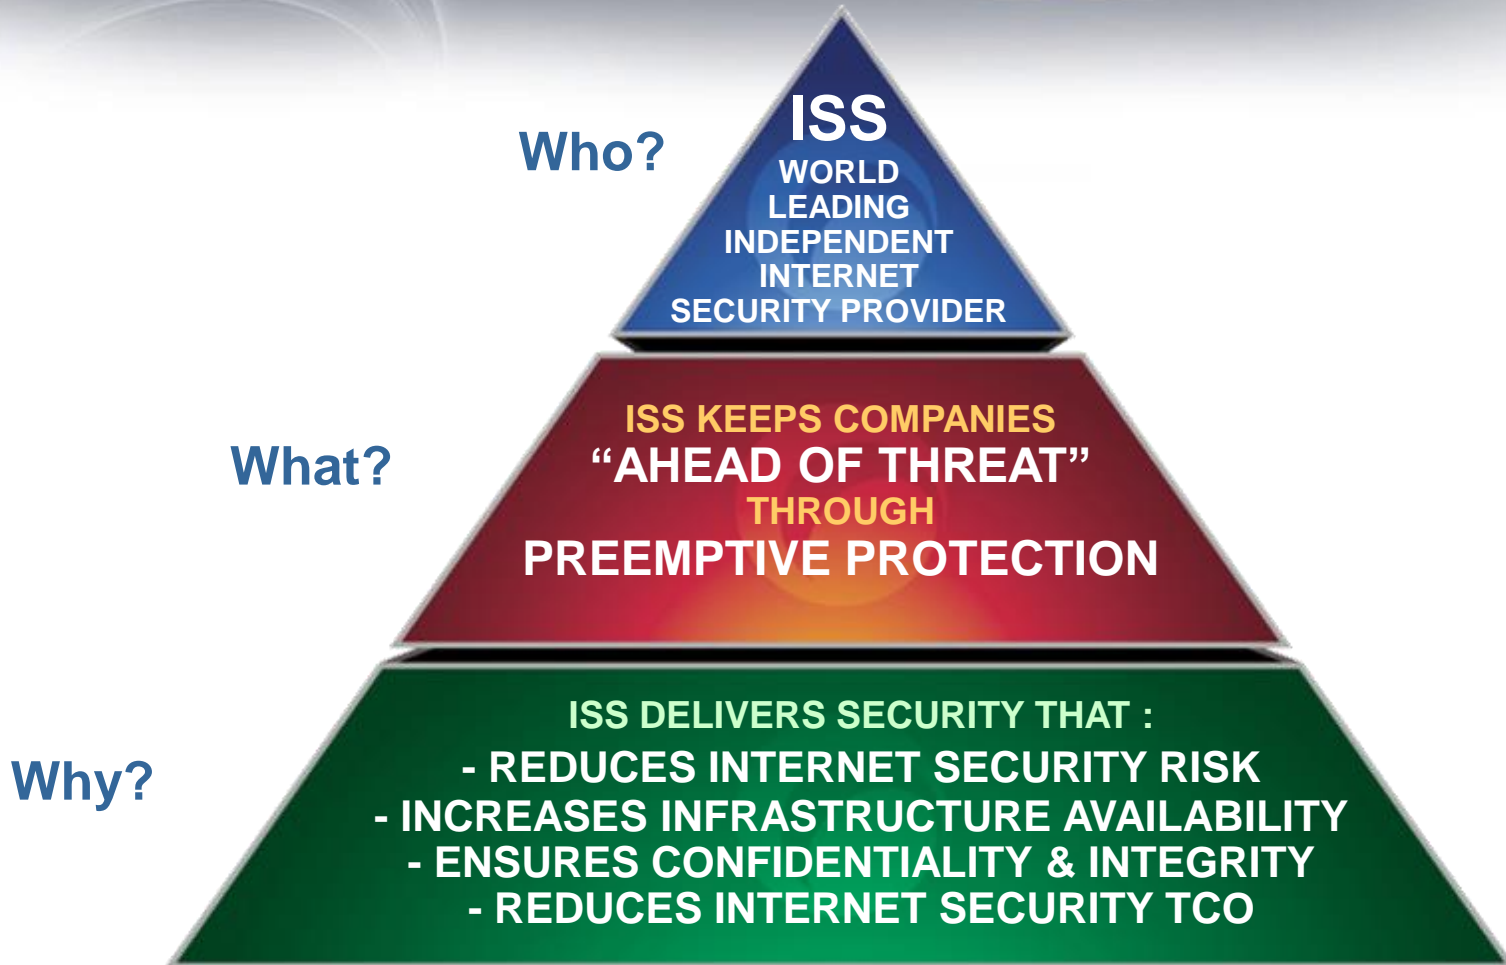 Who?
ISS
WORLD
LEADING
INDEPENDENT
INTERNET
SECURITY PROVIDER
What?
ISS KEEPS COMPANIES
“AHEAD OF THREAT”
THROUGH
PREEMPTIVE PROTECTION
Why?
ISS DELIVERS SECURITY THAT :
- REDUCES INTERNET SECURITY RISK
- INCREASES INFRASTRUCTURE AVAILABILITY
- ENSURES CONFIDENTIALITY & INTEGRITY
- REDUCES INTERNET SECURITY TCO